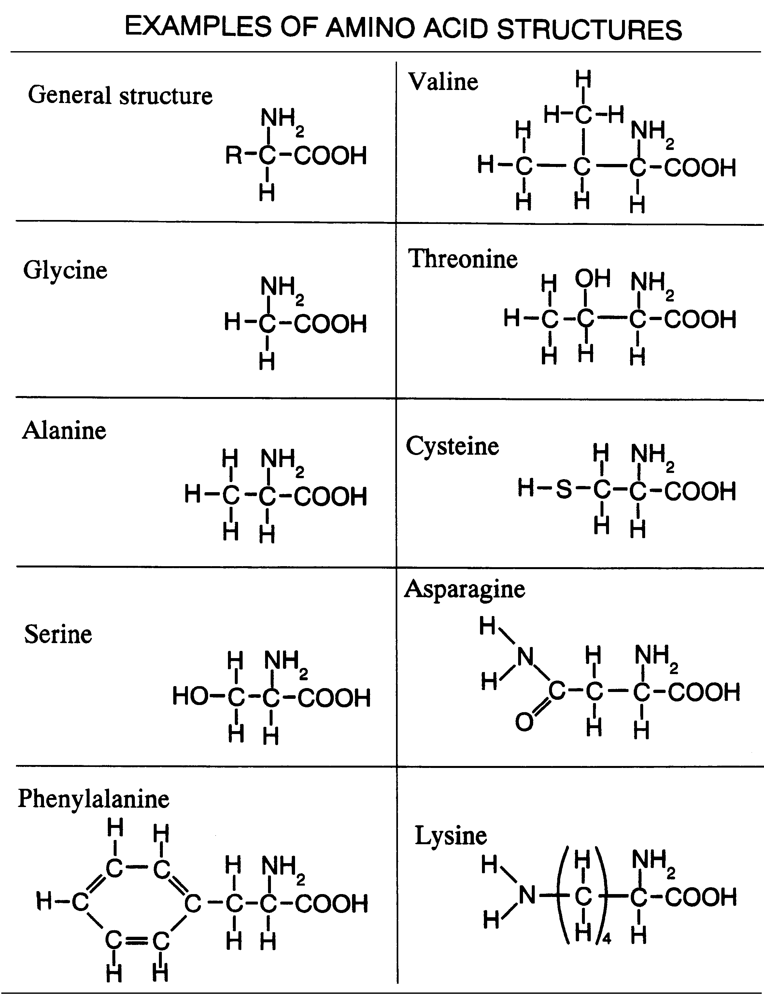 EXAMPLES OF AMINO ACID STRUCTURES
General structure
NH2
R-C-COOH
H
Valine
H
H-C-H
H NH2
H-C-C-C-COOH
H H H
Glycine
NH2
H-C-COOH
H
Threonine
H OH NH2
H-C-C-C-COOH
H H H
Alanine
H NH2
H-C-C-COOH
H H
Cysteine
H NH2
H-S-C-C-COOH
H H
Serine
H NH2
HO-C-C-COOH
H H
Asparagine
H
N H NH2
H
C-C-C-COOH
O H H
Phenylalanine
H H
C-C H NH2
H-C C-C-C-COOH
C=C H H
H H
Lysine
H H NH2
N-(C)-C-COOH
H H 4 H